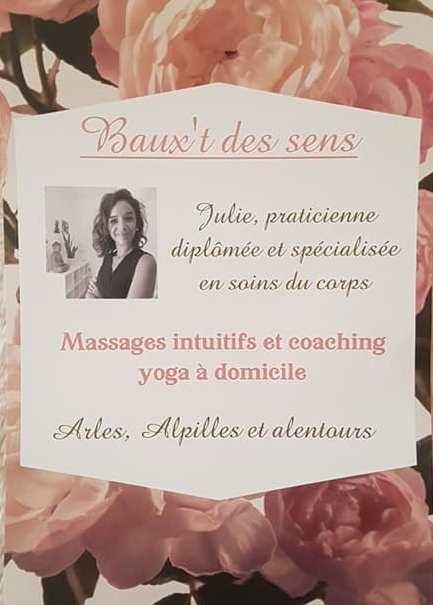 Baux't des sens
Julie, praticienne
diplômée et spécialisée
en soins du corps
Massages intuitifs et coaching
yoga à domicile
Arles, Alpilles et alentours